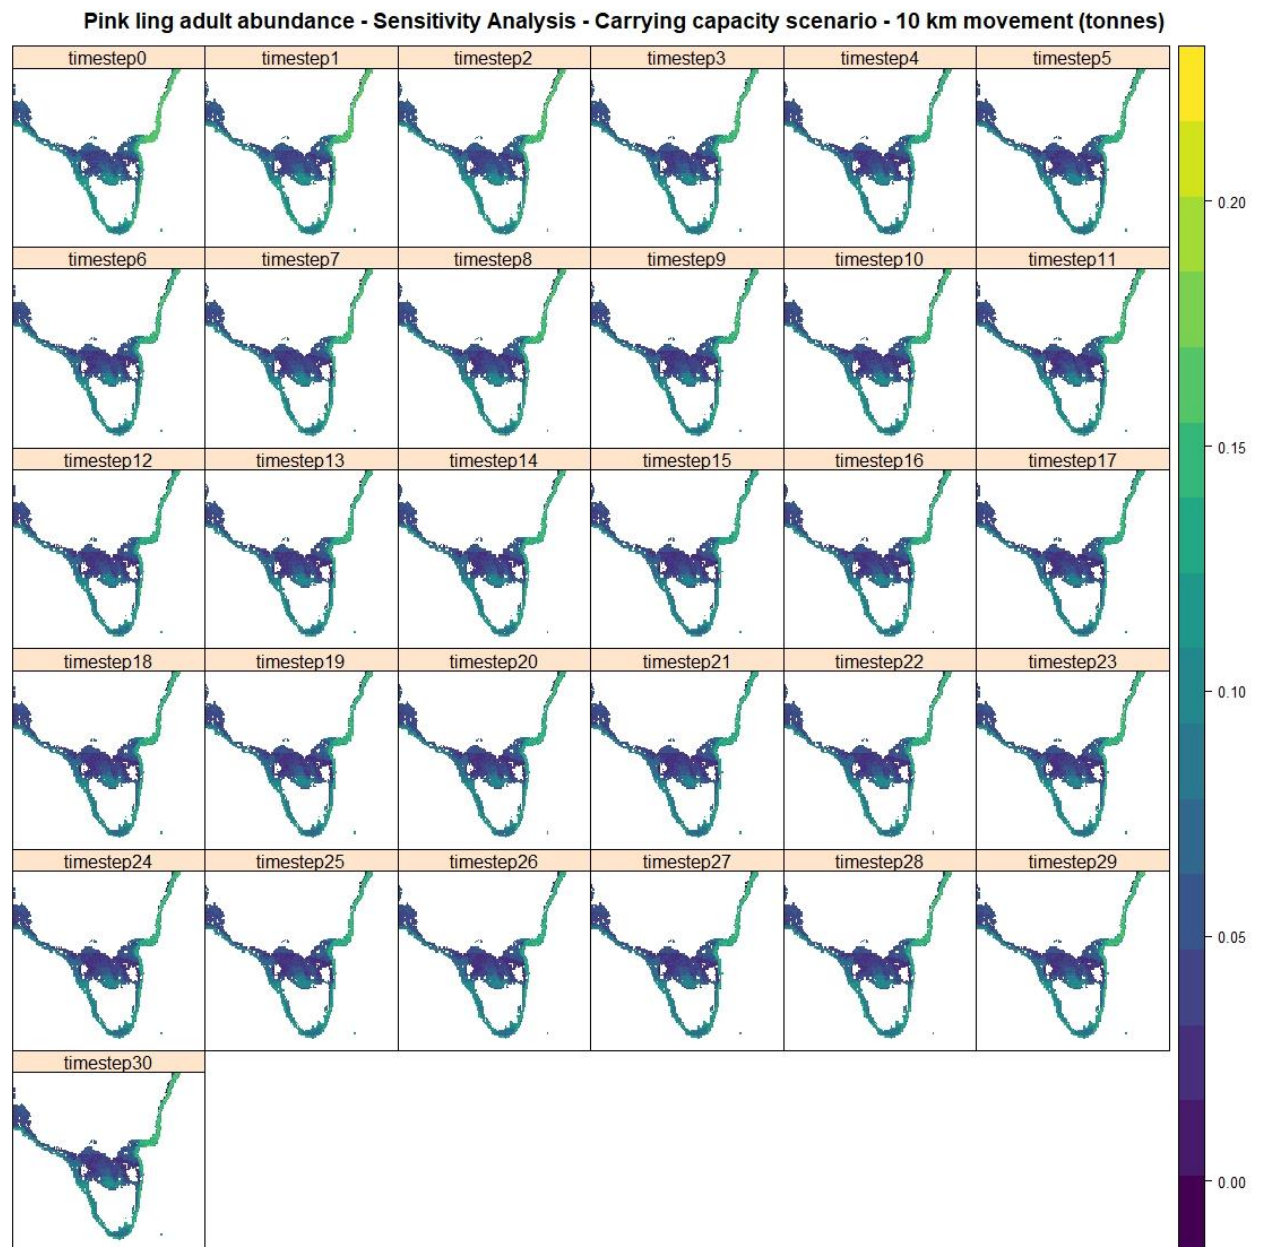 Pink ling adult abundance - Sensitivity Analysis - Carrying capacity scenario - 10 km movement (tonnes)
timestep0 timestep1 timestep2 timestep3 timestep4 timestep5
0.20
timestep6 timestep7 timestep8 timestep9 timestep10 timestep11
0.15
timestep12 timestep13 timestep14 timestep15 timestep16 timestep17
timestep18 timestep19 timestep20 timestep21 timestep22 timestep23
0.10
timestep24 timestep25 timestep26 timestep27 timestep28 timestep29
0.05
timestep30
0.00